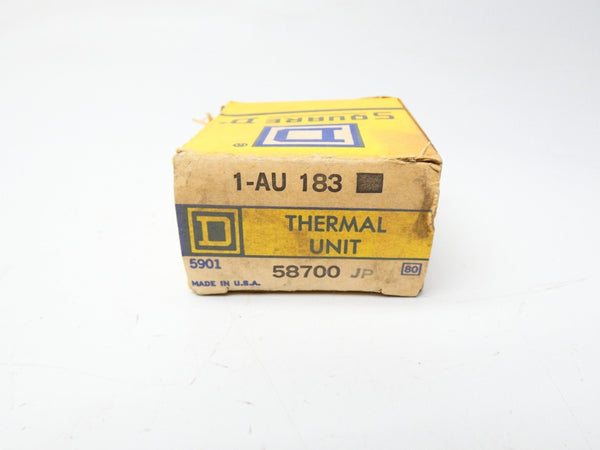 SQUARE D
D
®
1-AU 183
D
THERMAL
UNIT
5901
58700 JP
80
MADE IN U.S.A.